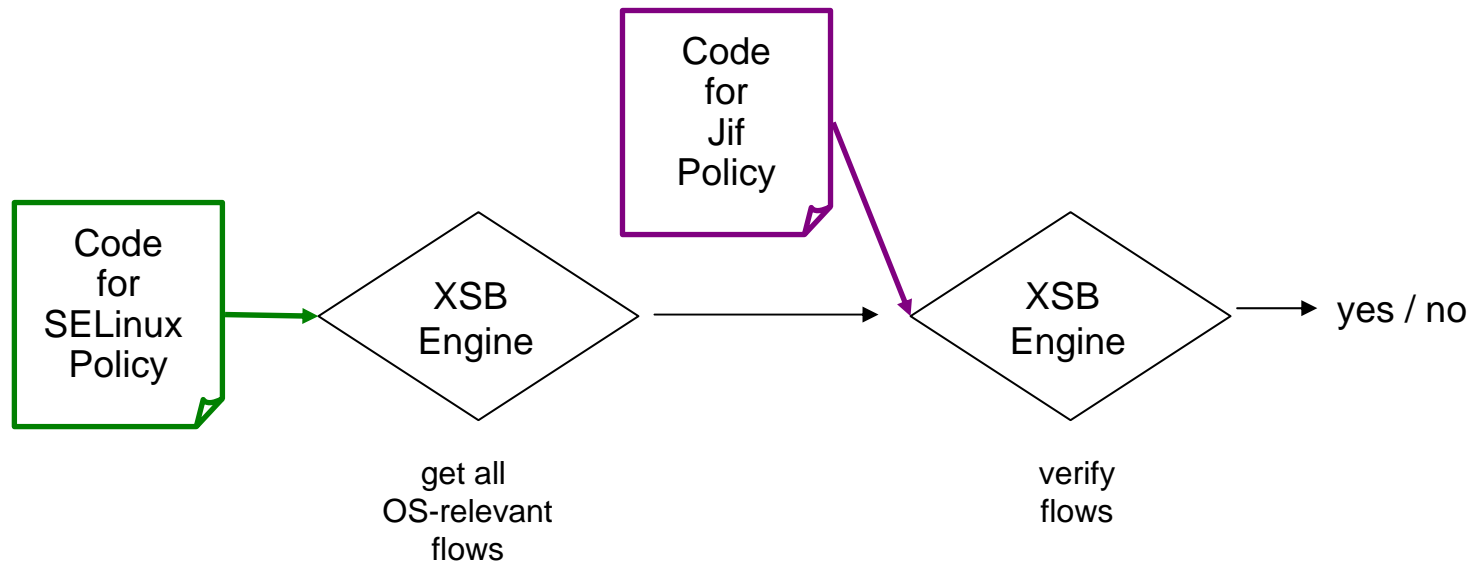 Code
for
Jif
Policy
Code
for
SELinux
Policy
XSB
Engine
XSB
Engine
yes / no
get all
OS-relevant
flows
verify
flows